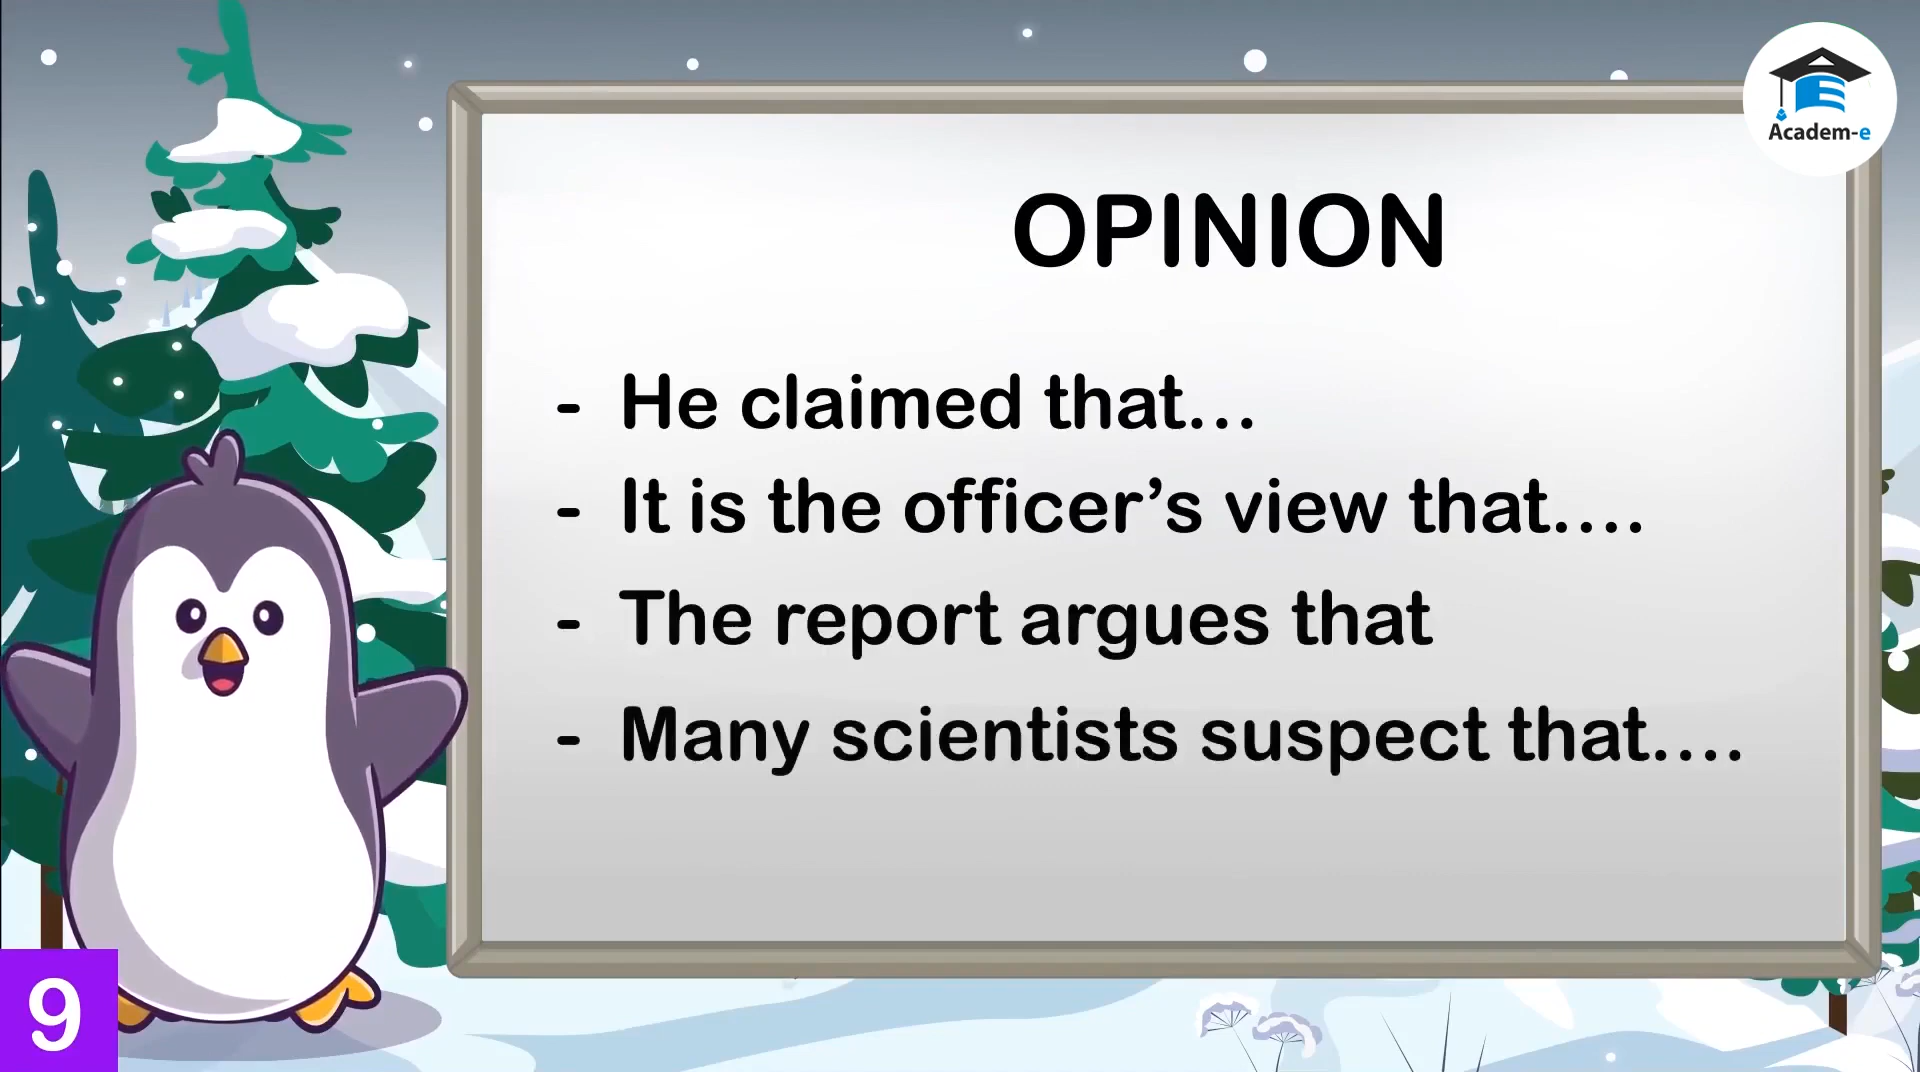 Academ-e
OPINION
- He claimed that...
- It is the officer’s view that....
- The report argues that
- Many scientists suspect that....
9